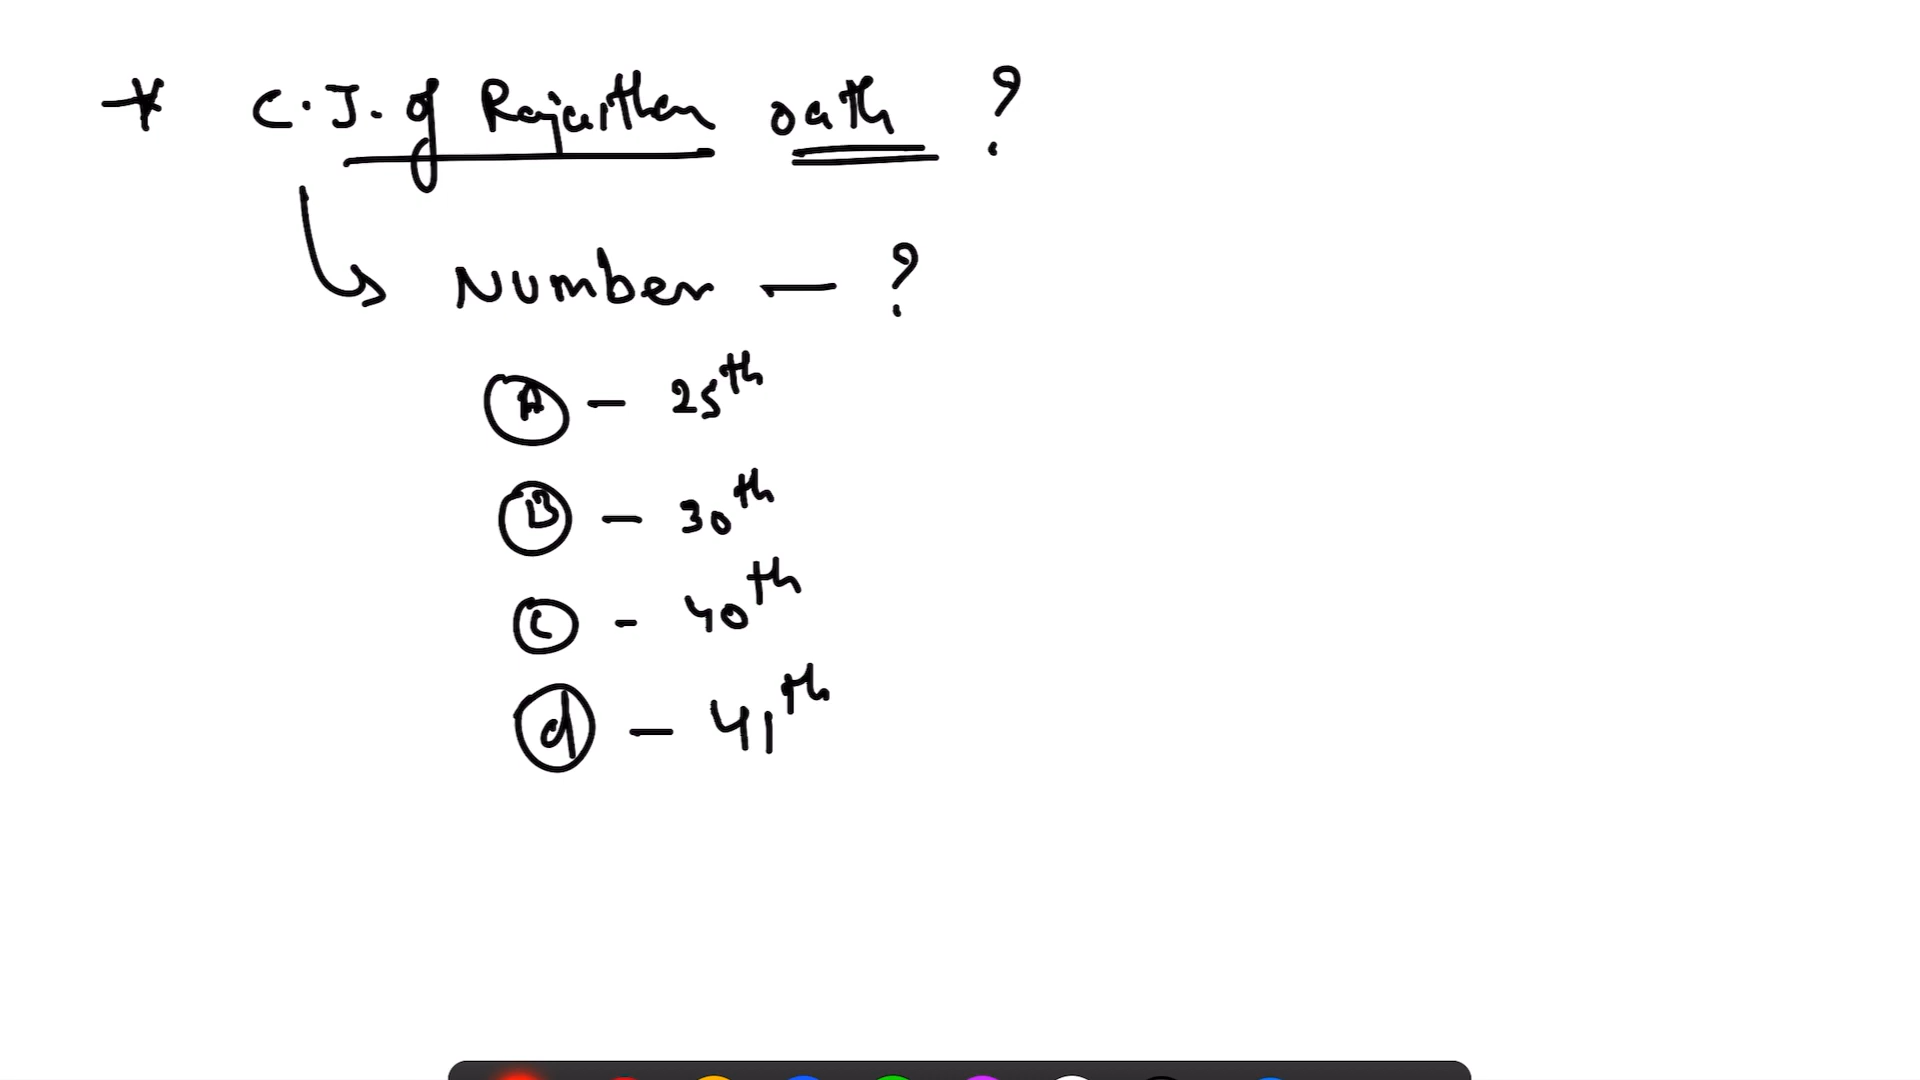 * C.J. of Rajasthan oath ?
↳ Number — ?
A — 25th
B — 30th
C - 40th
d — 41th